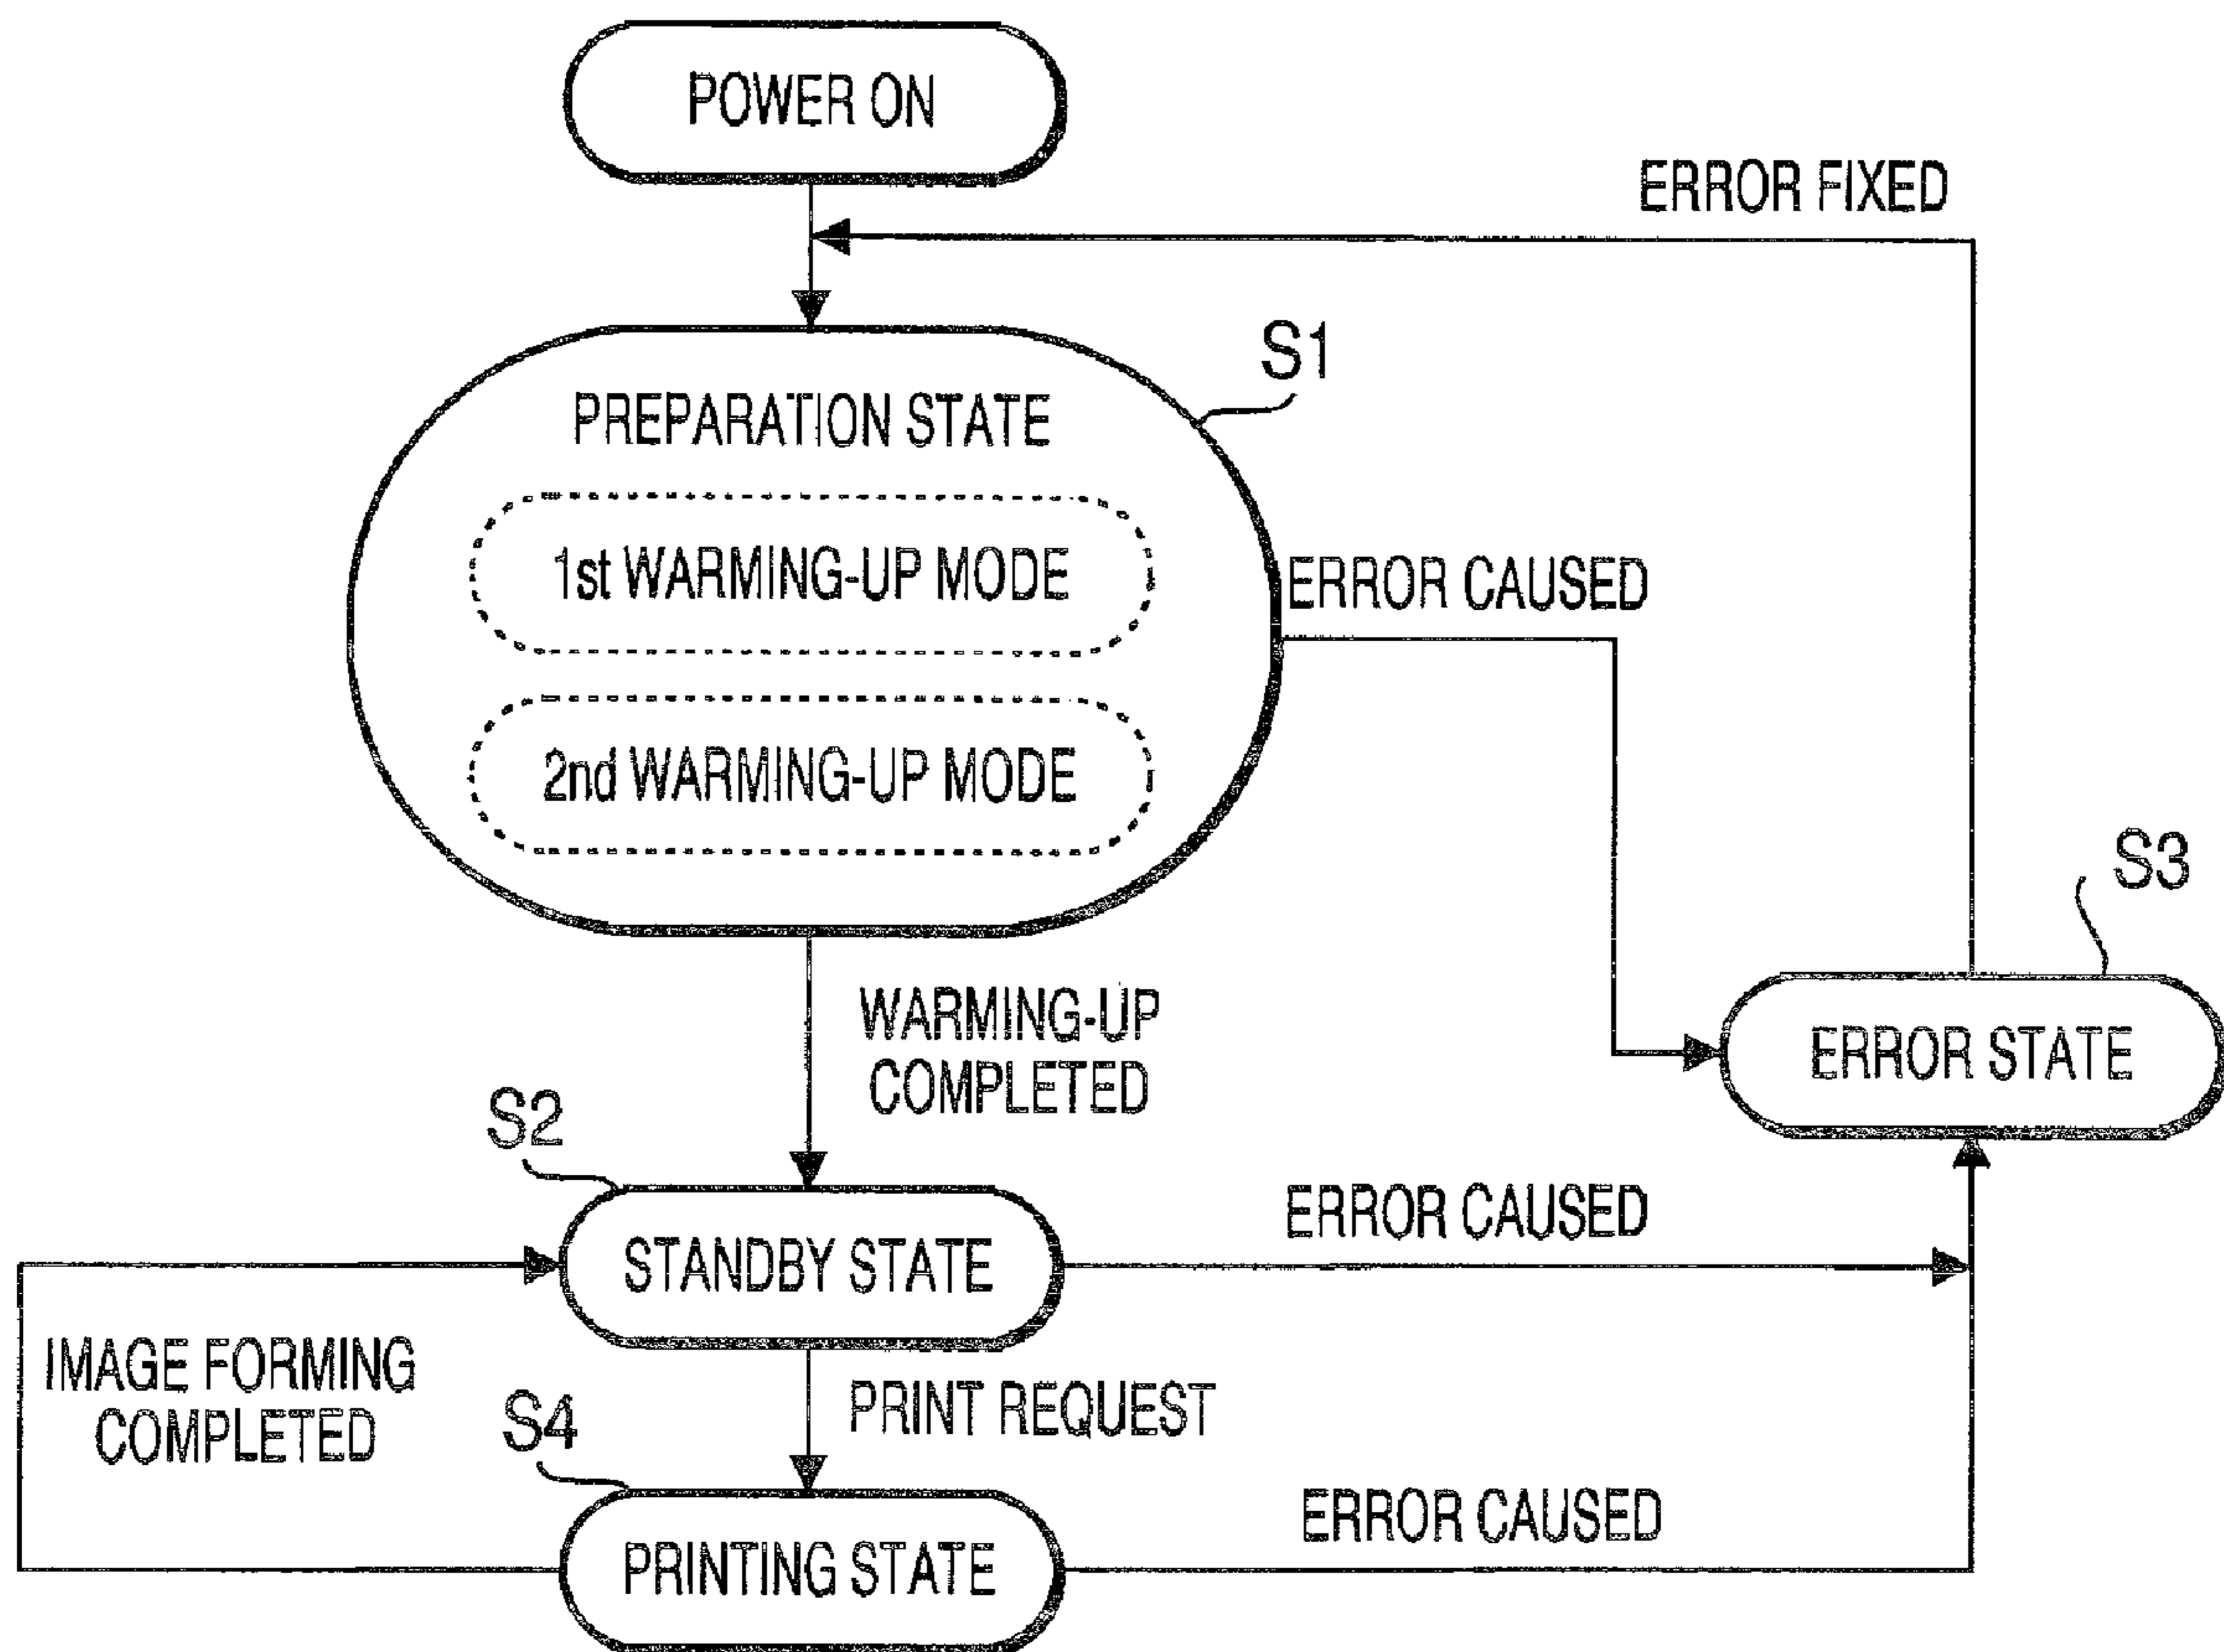 POWER ON
ERROR FIXED
S1
PREPARATION STATE
1st WARMING-UP MODE
ERROR CAUSED
2nd WARMING-UP MODE
S3
WARMING-UP
COMPLETED
ERROR STATE
S2
ERROR CAUSED
STANDBY STATE
IMAGE FORMING
COMPLETED
PRINT REQUEST
S4
ERROR CAUSED
PRINTING STATE